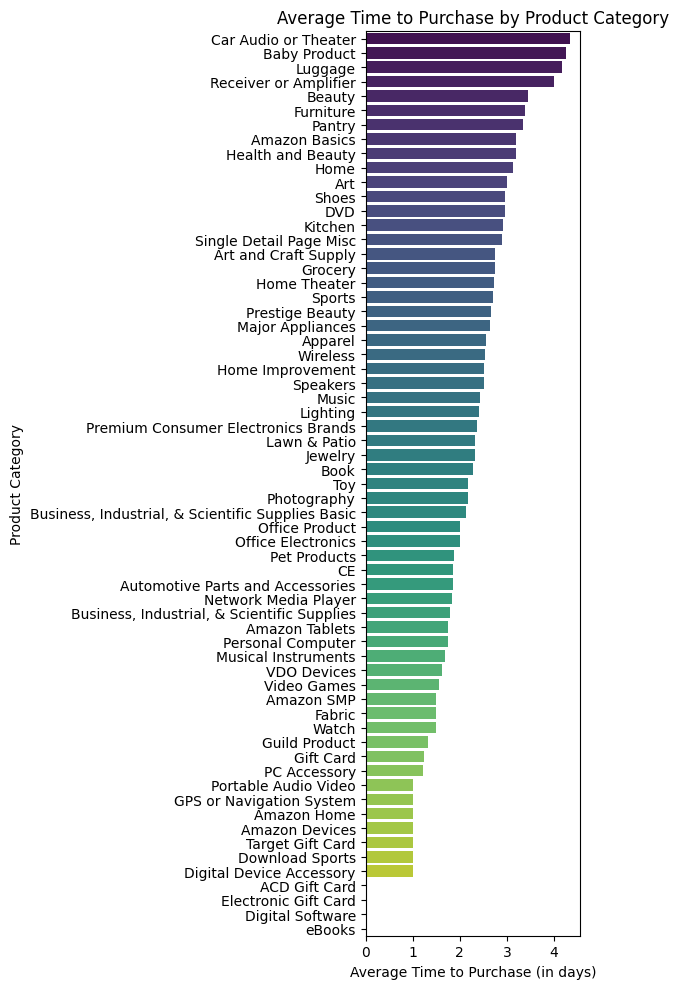 Average Time to Purchase by Product Category
Car Audio or Theater
Baby Product
Luggage
Receiver or Amplifier
Beauty
Furniture
Pantry
Amazon Basics
Health and Beauty
Home
Art
Shoes
DVD
Kitchen
Single Detail Page Misc
Art and Craft Supply
Grocery
Home Theater
Sports
Prestige Beauty
Major Appliances
Apparel
Wireless
Home Improvement
Speakers
Music
Lighting
Premium Consumer Electronics Brands
Lawn & Patio
Jewelry
Book
Toy
Photography
Business, Industrial, & Scientific Supplies Basic
Office Product
Office Electronics
Pet Products
CE
Automotive Parts and Accessories
Network Media Player
Business, Industrial, & Scientific Supplies
Amazon Tablets
Personal Computer
Musical Instruments
VDO Devices
Video Games
Amazon SMP
Fabric
Watch
Guild Product
Gift Card
PC Accessory
Portable Audio Video
GPS or Navigation System
Amazon Home
Amazon Devices
Target Gift Card
Download Sports
Digital Device Accessory
ACD Gift Card
Electronic Gift Card
Digital Software
eBooks
Product Category
0 1 2 3 4
Average Time to Purchase (in days)